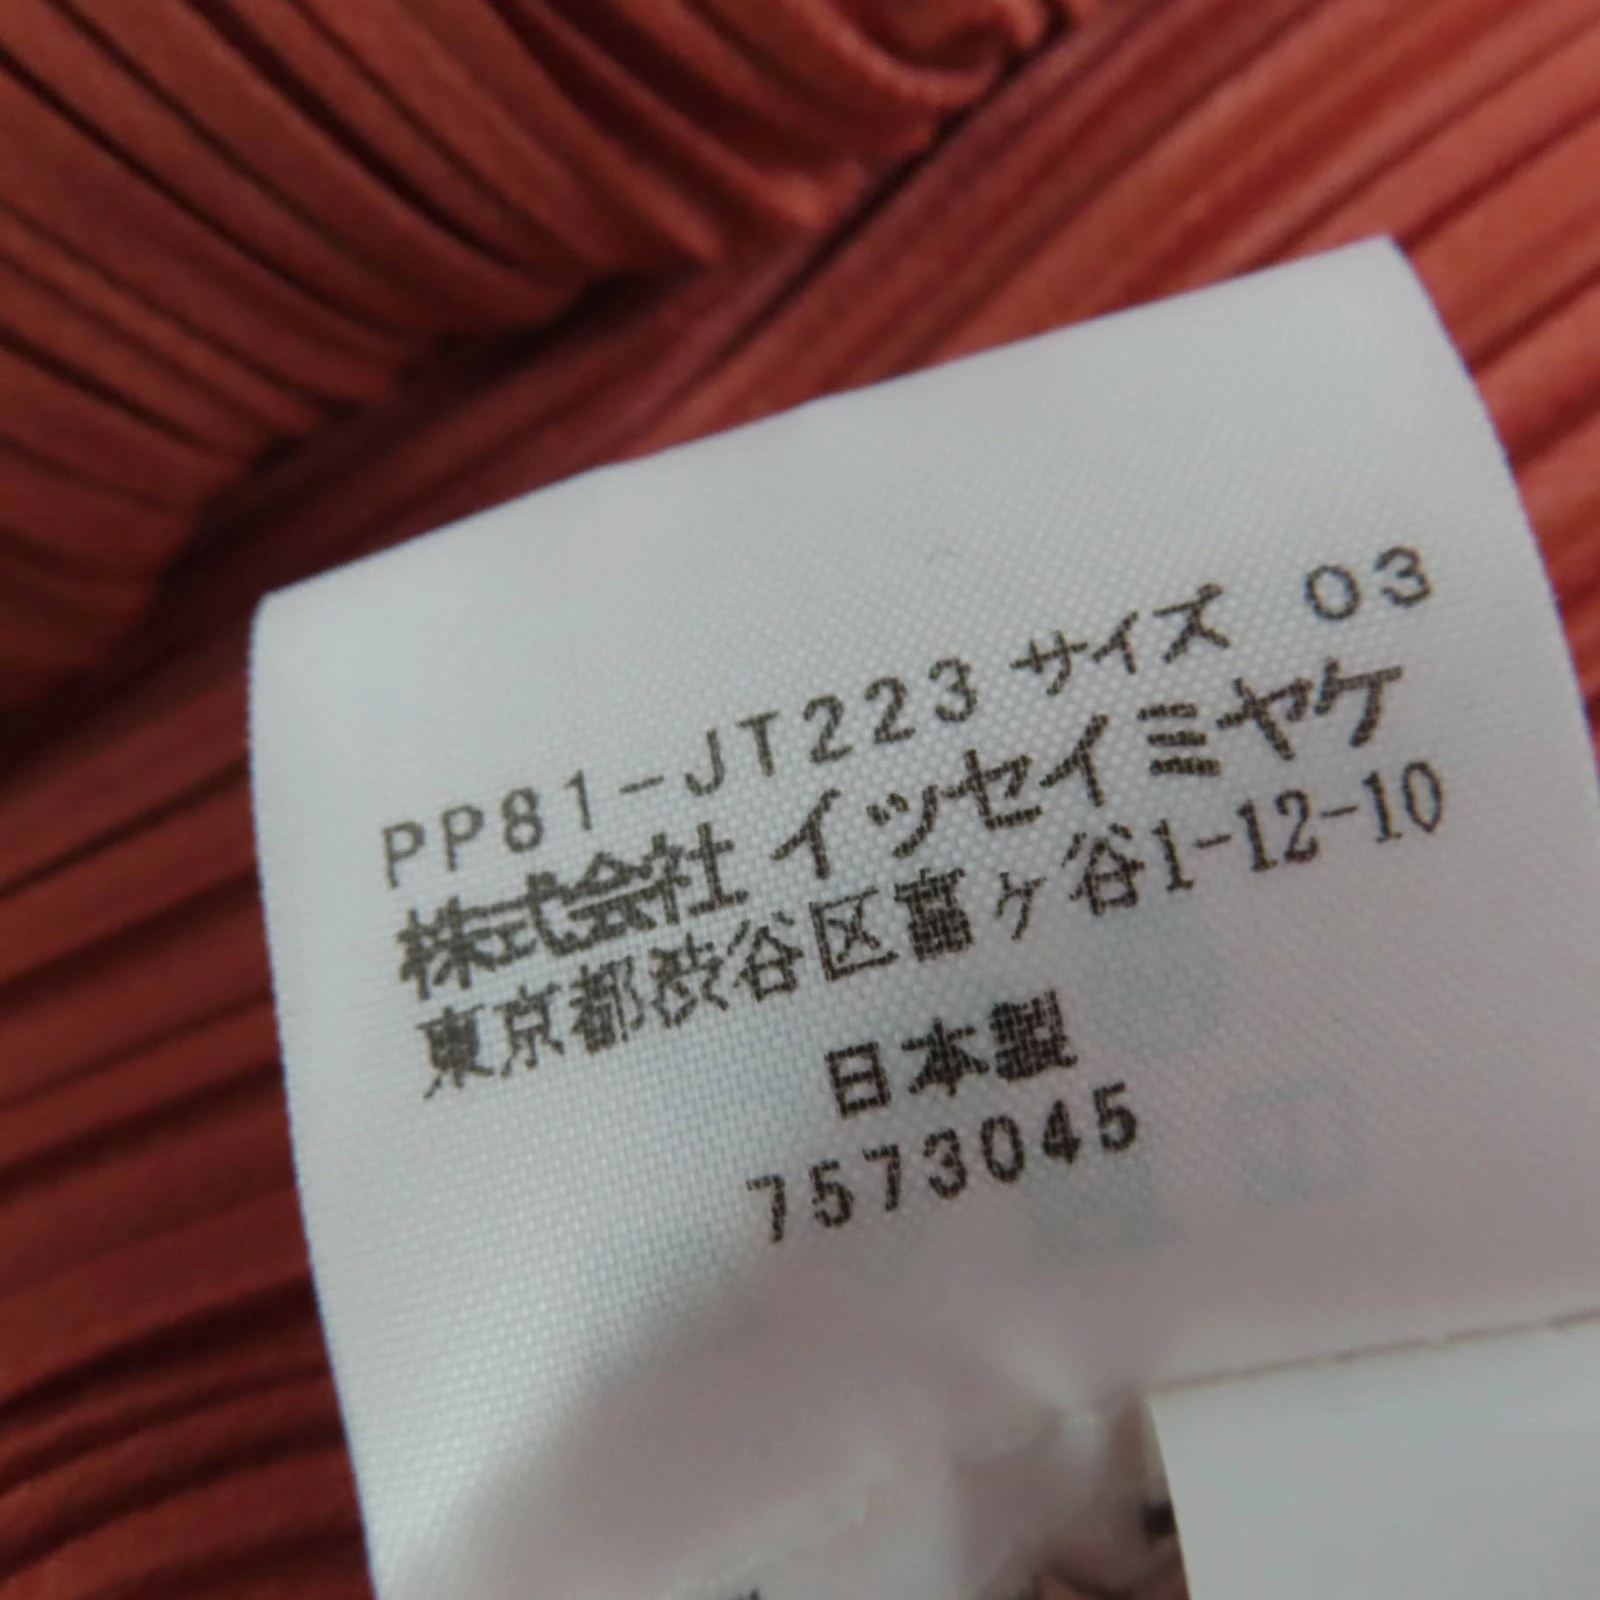 PP81-JT223 サイズ 03
株式会社 イッセイミヤケ
東京都渋谷区富ヶ谷1-12-10
日本製
7573045